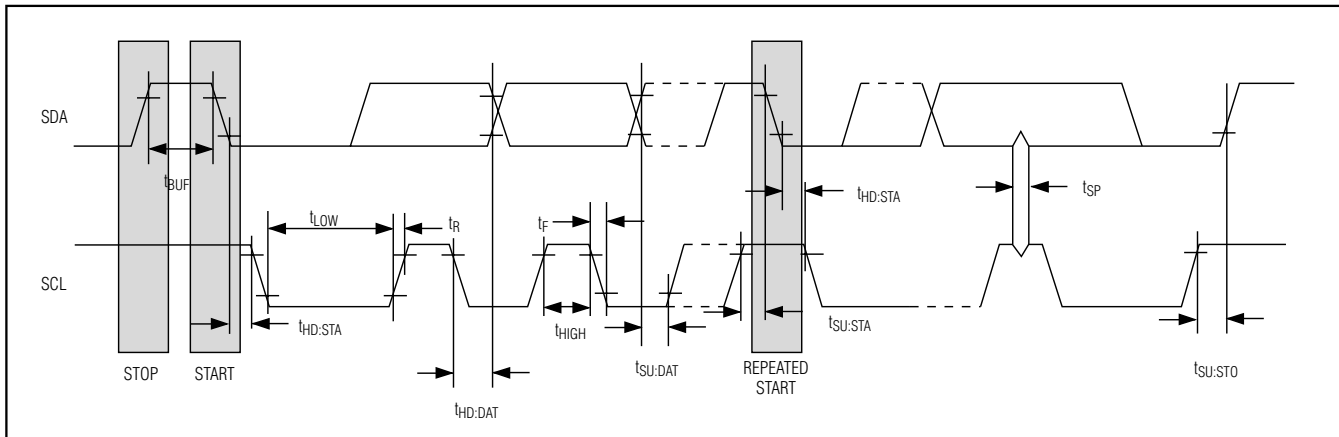 SDA
tBUF
tHD:STA
tSP
tLOW
tR
tF
SCL
tHD:STA
tHIGH
tSU:STA
tSU:DAT
tSU:STO
STOP
START
REPEATED
START
tHD:DAT